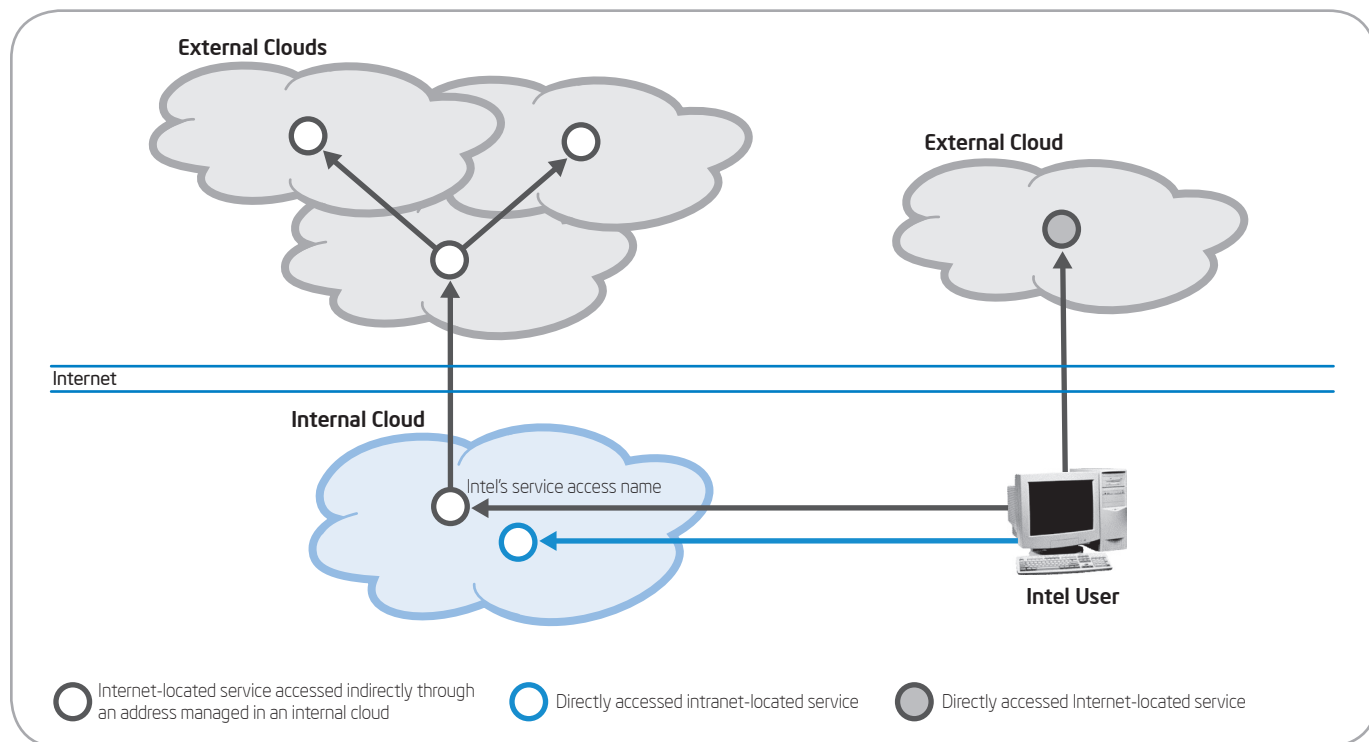 External Clouds
External Cloud
Internet
Internal Cloud
Intel's service access name
Intel User
Internet-located service accessed indirectly through
an address managed in an internal cloud
Directly accessed intranet-located service
Directly accessed Internet-located service